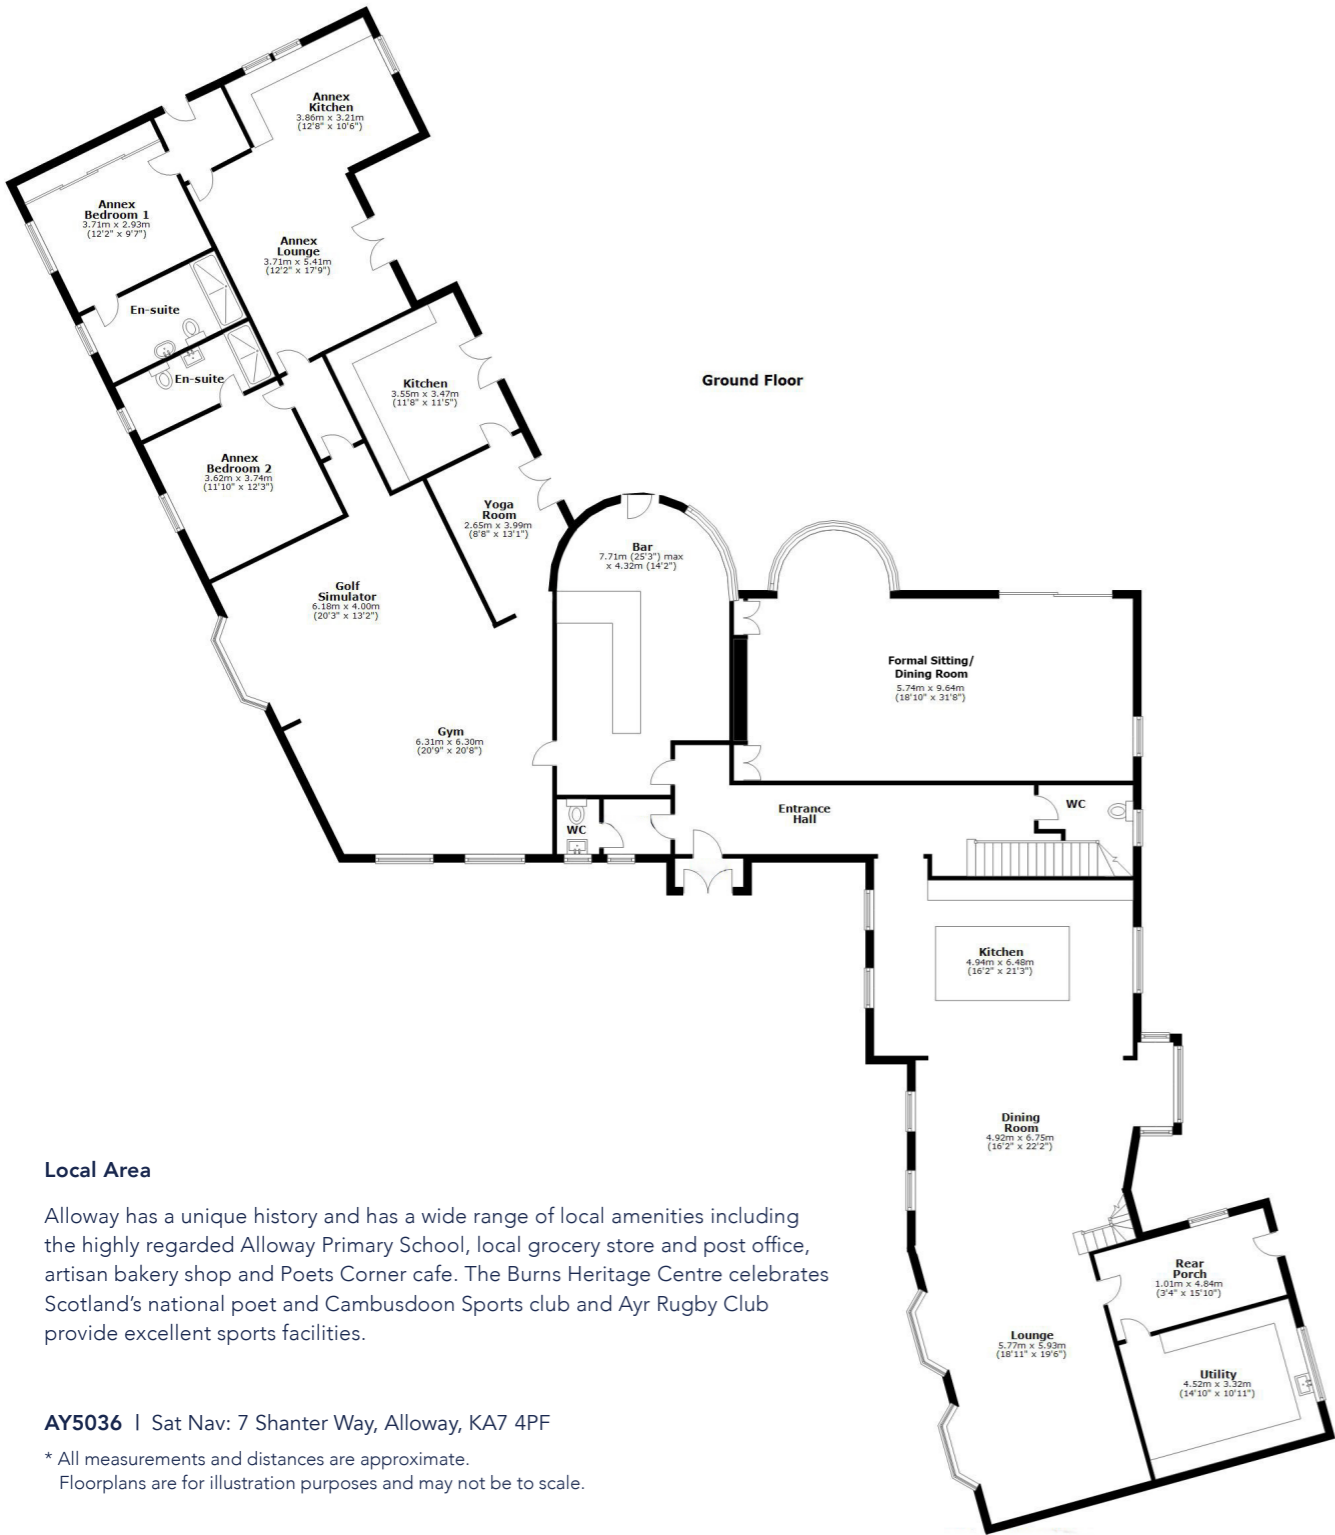 Annex
Kitchen
3.86m x 3.21m
(12'8" x 10'6")
Annex
Bedroom 1
3.71m x 2.93m
(12'2" x 9'7")
Annex
Lounge
3.71m x 5.41m
(12'2" x 17'9")
En-suite
En-suite
Kitchen
3.55m x 3.47m
(11'8" x 11'5")
Ground Floor
Annex
Bedroom 2
3.62m x 3.74m
(11'10" x 12'3")
Yoga
Room
2.65m x 3.99m
(8'8" x 13'1")
Bar
7.71m (25'3") max
x 4.32m (14'2")
Golf
Simulator
6.18m x 4.00m
(20'3" x 13'2")
Formal Sitting/
Dining Room
5.74m x 9.64m
(18'10" x 31'8")
Gym
6.31m x 6.30m
(20'9" x 20'8")
Entrance
Hall
WC
WC
Kitchen
4.94m x 6.48m
(16'2" x 21'3")
Dining
Room
4.92m x 6.75m
(16'2" x 22'2")
Rear
Porch
1.01m x 4.84m
(3'4" x 15'10")
Lounge
5.77m x 5.93m
(18'11" x 19'6")
Utility
4.52m x 3.32m
(14'10" x 10'11")
Local Area
Alloway has a unique history and has a wide range of local amenities including
the highly regarded Alloway Primary School, local grocery store and post office,
artisan bakery shop and Poets Corner cafe. The Burns Heritage Centre celebrates
Scotland's national poet and Cambusdoon Sports club and Ayr Rugby Club
provide excellent sports facilities.
AY5036 | Sat Nav: 7 Shanter Way, Alloway, KA7 4PF
* All measurements and distances are approximate.
Floorplans are for illustration purposes and may not be to scale.